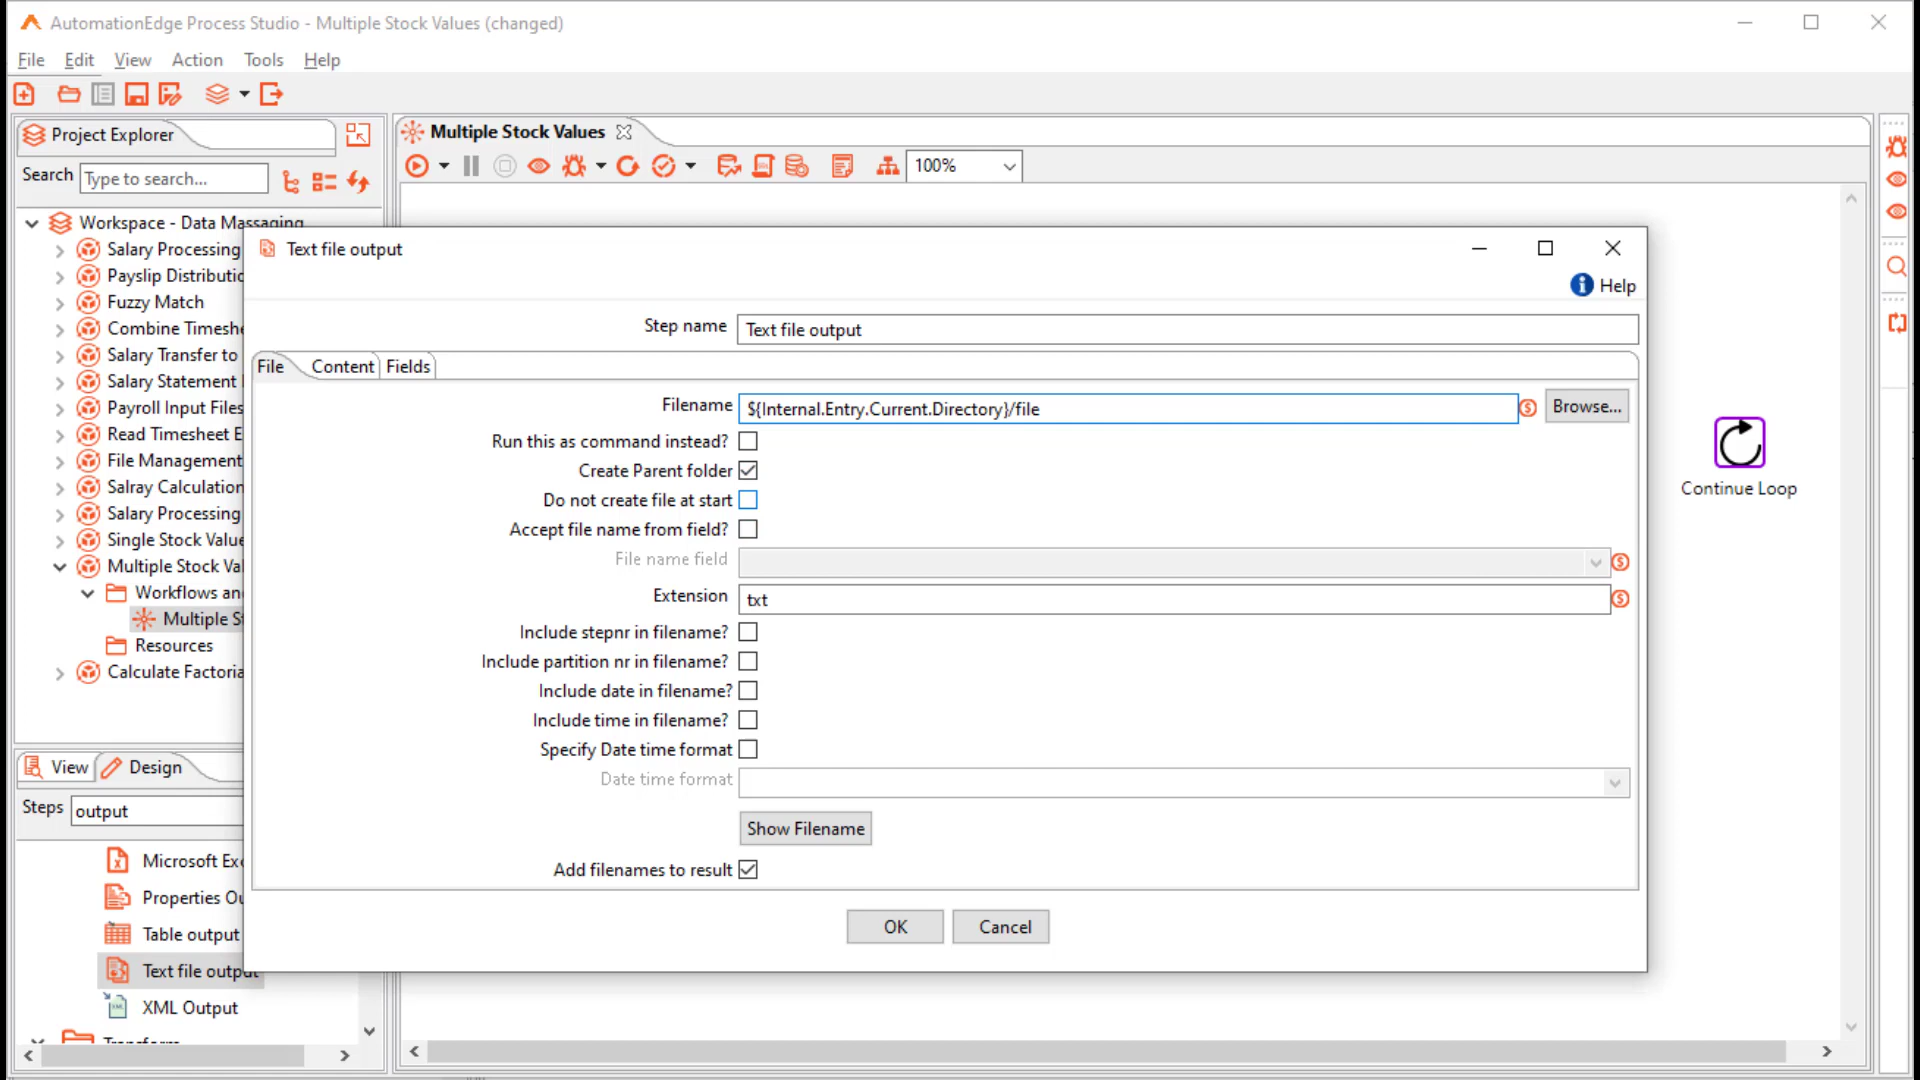 AutomationEdge Process Studio - Multiple Stock Values (changed)
File Edit View Action Tools Help
Project Explorer
Multiple Stock Values
Search Type to search...
100%
Workspace - Data Massaging
Salary Processing
Payslip Distributic
Fuzzy Match
Combine Timeshe
Salary Transfer to
Salary Statement
Payroll Input Files
Read Timesheet E
File Management
Salray Calculation
Salary Processing
Single Stock Value
Multiple Stock Val
Workflows an
Multiple St
Resources
Calculate Factoria
View Design
Steps output
Microsoft Exc
Properties Ou
Table output
Text file output
XML Output
Transform
Text file output
Help
Step name Text file output
File Content Fields
Filename ${Internal.Entry.Current.Directory}/file Browse...
Run this as command instead?
Create Parent folder
Do not create file at start
Accept file name from field?
File name field
Extension txt
Include stepnr in filename?
Include partition nr in filename?
Include date in filename?
Include time in filename?
Specify Date time format
Date time format
Show Filename
Add filenames to result
OK Cancel
Continue Loop